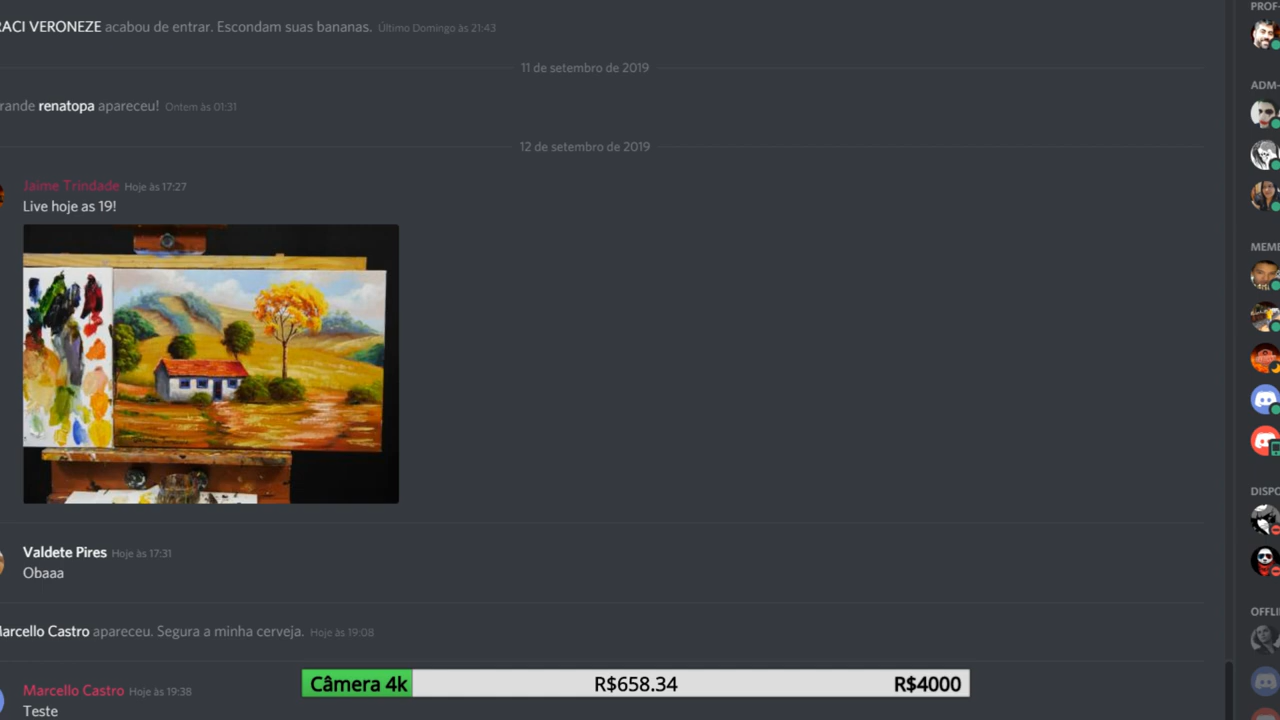 RACI VERONEZE acabou de entrar. Escondam suas bananas. Último Domingo às 21:43
11 de setembro de 2019
rande renatopa apareceu! Ontem às 01:31
12 de setembro de 2019
Jaime Trindade Hoje às 17:27
Live hoje as 19!
Valdete Pires Hoje às 17:31
Obaaa
Marcello Castro apareceu. Segura a minha cerveja. Hoje às 19:08
Marcello Castro Hoje às 19:38
Teste
Câmera 4k R$658.34 R$4000
PROF-
ADM-
MEME
DISPO
OFFLI